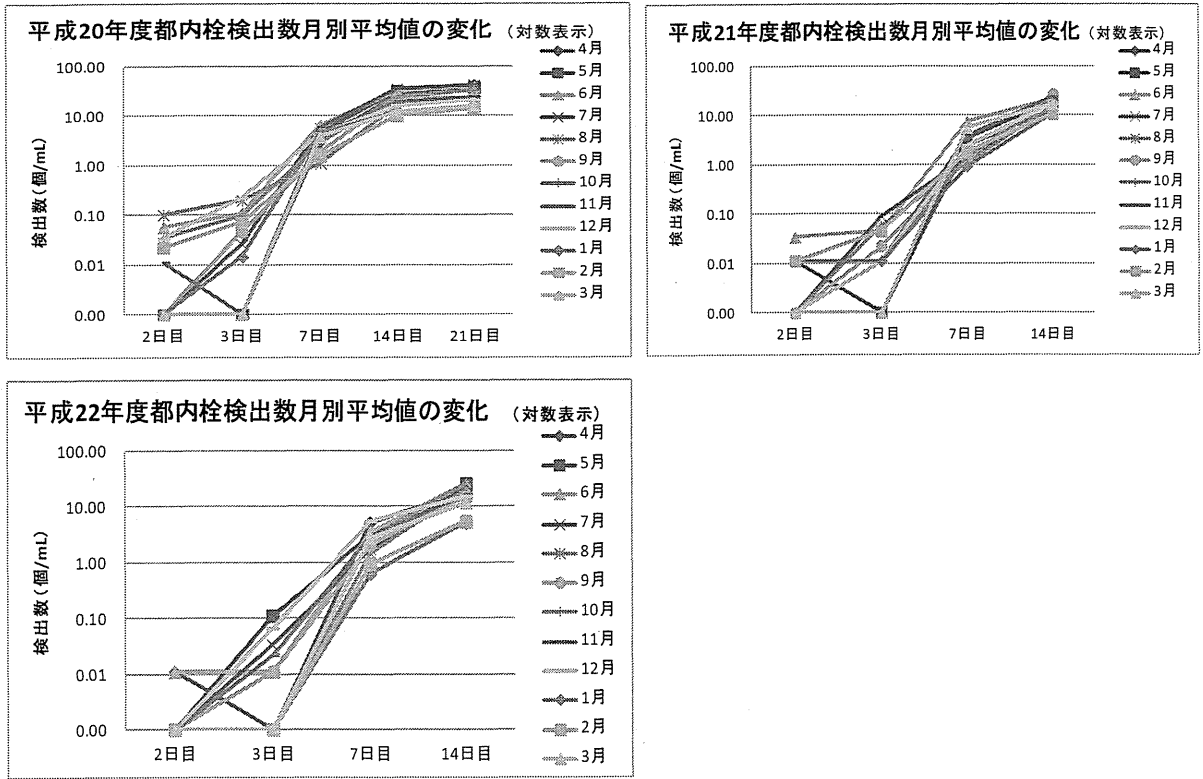 平成20年度都内栓検出数月別平均値の変化 (対数表示)
検出数(個/mL)
100.00
10.00
1.00
0.10
0.01
0.00
2日目 3日目 7日目 14日目 21日目
4月
5月
6月
7月
8月
9月
10月
11月
12月
1月
2月
3月
平成21年度都内栓検出数月別平均値の変化 (対数表示)
検出数(個/mL)
100.00
10.00
1.00
0.10
0.01
0.00
2日目 3日目 7日目 14日目
4月
5月
6月
7月
8月
9月
10月
11月
12月
1月
2月
3月
平成22年度都内栓検出数月別平均値の変化 (対数表示)
検出数(個/mL)
100.00
10.00
1.00
0.10
0.01
0.00
2日目 3日目 7日目 14日目
4月
5月
6月
7月
8月
9月
10月
11月
12月
1月
2月
3月